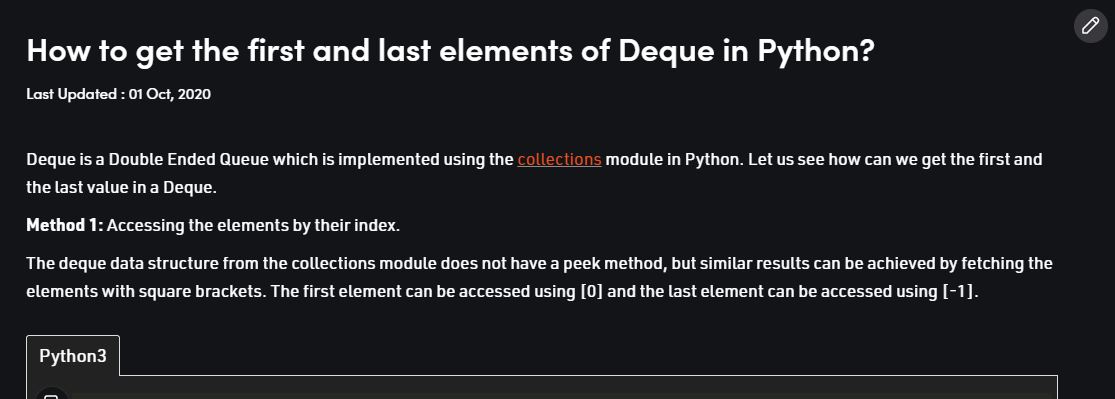 How to get the first and last elements of Deque in Python?
Last Updated : 01 Oct, 2020
Deque is a Double Ended Queue which is implemented using the collections module in Python. Let us see how can we get the first and
the last value in a Deque.
Method 1: Accessing the elements by their index.
The deque data structure from the collections module does not have a peek method, but similar results can be achieved by fetching the
elements with square brackets. The first element can be accessed using [0] and the last element can be accessed using [-1].
Python3